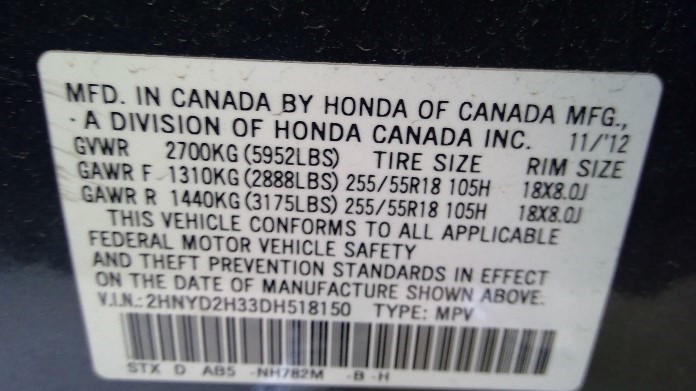 MFD. IN CANADA BY HONDA OF CANADA MFG.,
A DIVISION OF HONDA CANADA INC. 11/'12
GVWR 2700KG (5952LBS) TIRE SIZE RIM SIZE
GAWR F 1310KG (2888LBS) 255/55R18 105H 18X8.0J
GAWR R 1440KG (3175LBS) 255/55R18 105H 18X8.0J
THIS VEHICLE CONFORMS TO ALL APPLICABLE
FEDERAL MOTOR VEHICLE SAFETY
AND THEFT PREVENTION STANDARDS IN EFFECT
ON THE DATE OF MANUFACTURE SHOWN ABOVE.
V.I.N.: 2HNYD2H33DH518150 TYPE: MPV
STX D AB5 -NH782M -B -H